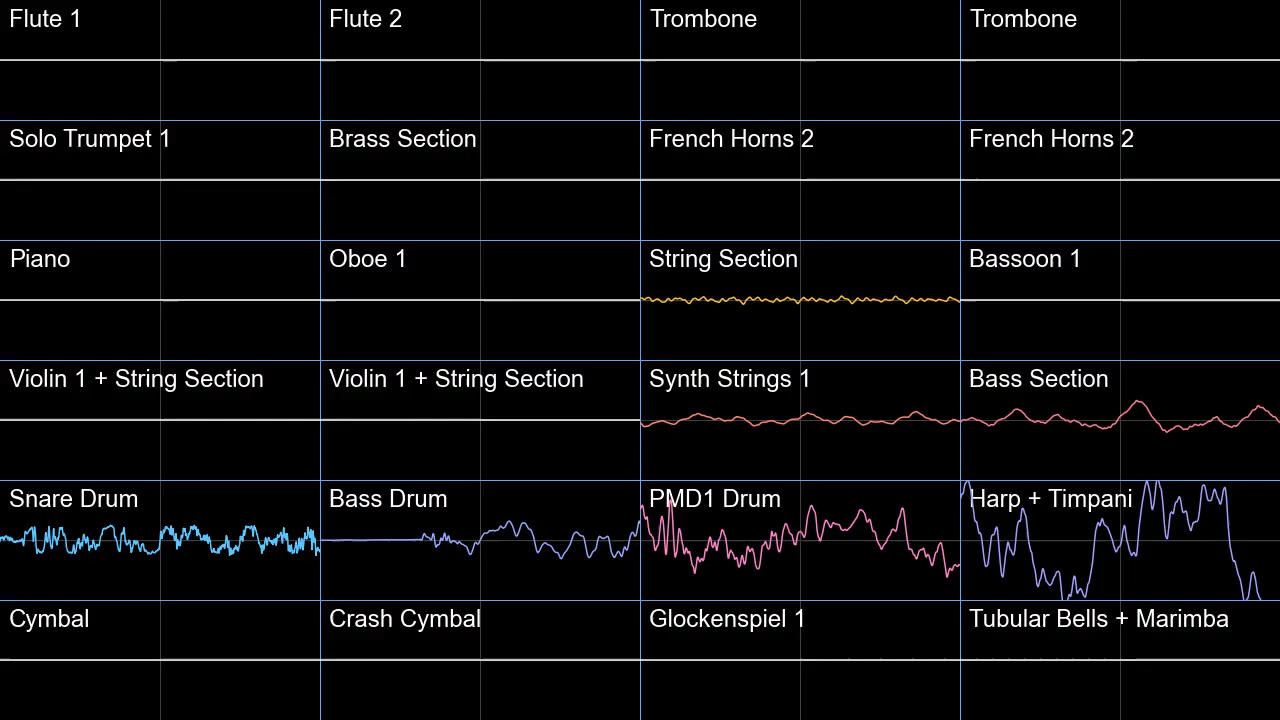 Flute 1
Flute 2
Trombone
Trombone
Solo Trumpet 1
Brass Section
French Horns 2
French Horns 2
Piano
Oboe 1
String Section
Bassoon 1
Violin 1 + String Section
Violin 1 + String Section
Synth Strings 1
Bass Section
Snare Drum
Bass Drum
PMD1 Drum
Harp + Timpani
Cymbal
Crash Cymbal
Glockenspiel 1
Tubular Bells + Marimba